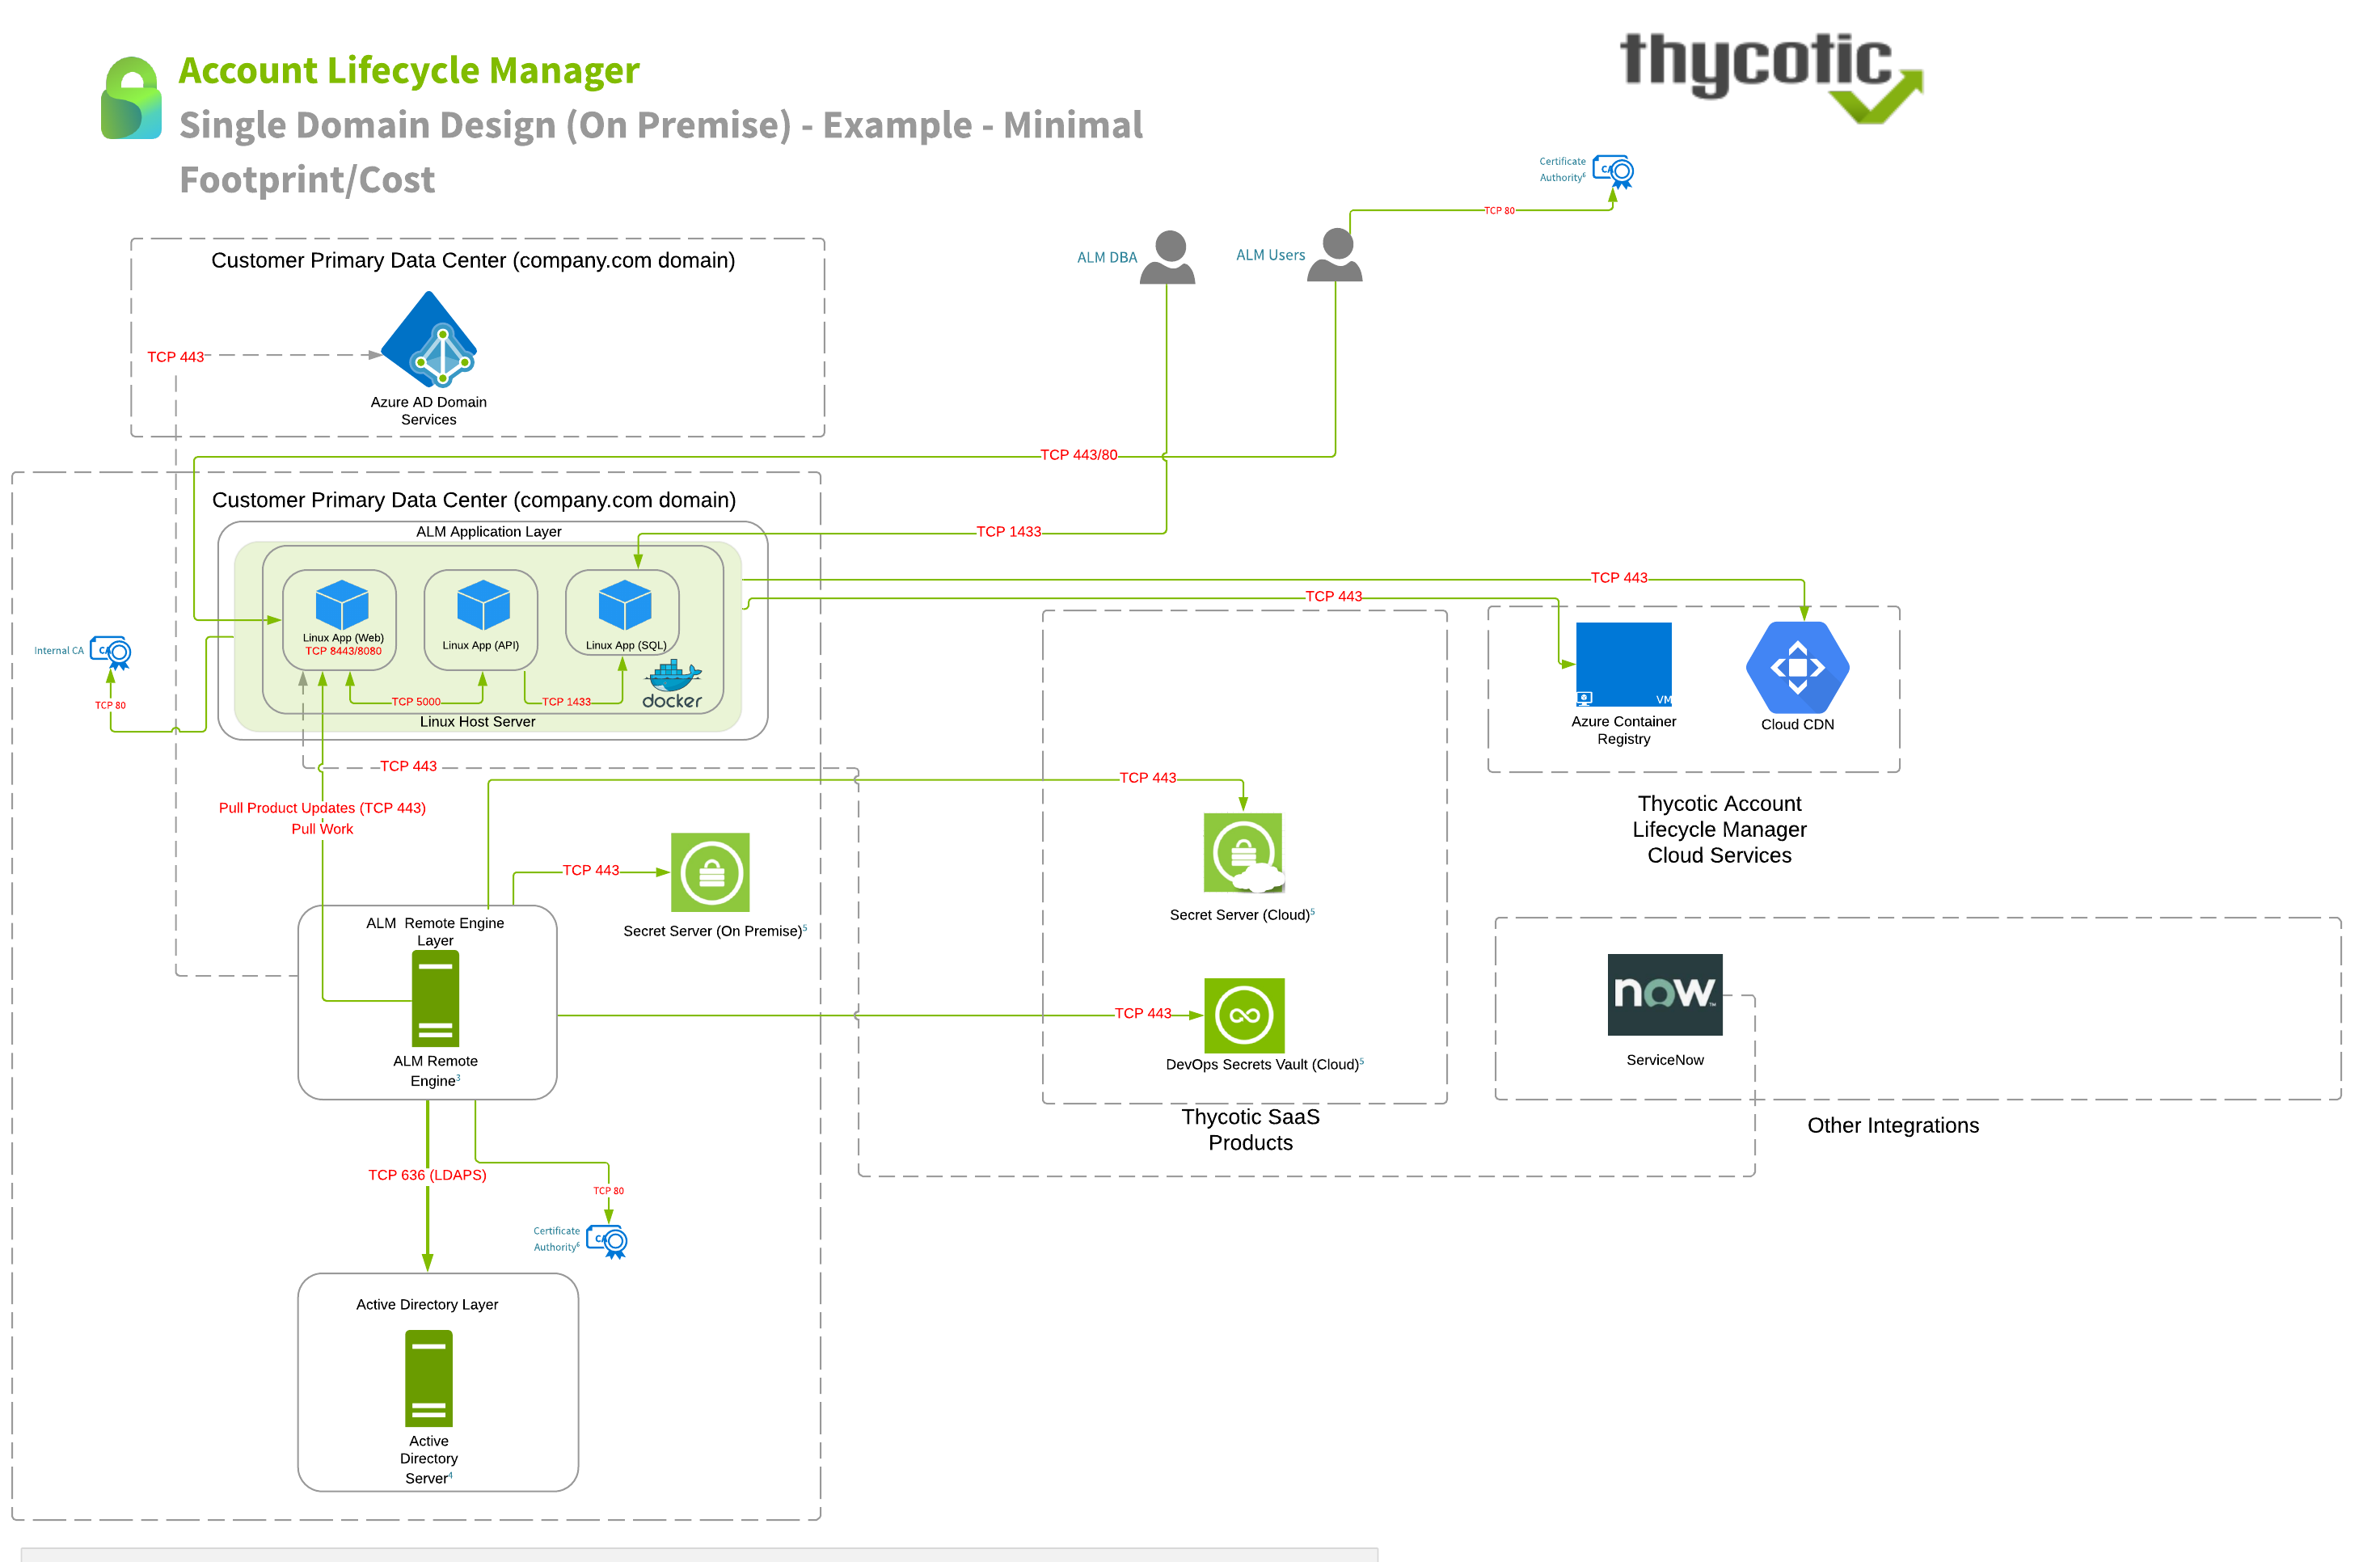 Account Lifecycle Manager
Single Domain Design (On Premise) - Example - Minimal
Footprint/Cost
thycotic
Certificate
Authority⁶
CA
TCP 80
ALM DBA
ALM Users
Customer Primary Data Center (company.com domain)
TCP 443
Azure AD Domain
Services
TCP 443/80
Customer Primary Data Center (company.com domain)
ALM Application Layer
TCP 1433
TCP 443
TCP 443
Linux App (Web)
TCP 8443/8080
Linux App (API)
Linux App (SQL)
Internal CA
CA
TCP 80
TCP 5000
TCP 1433
docker
Linux Host Server
VM
Azure Container
Registry
Cloud CDN
TCP 443
TCP 443
Pull Product Updates (TCP 443)
Pull Work
Thycotic Account
Lifecycle Manager
Cloud Services
TCP 443
Secret Server (On Premise)⁵
Secret Server (Cloud)⁵
ALM Remote Engine
Layer
ALM Remote
Engine³
TCP 443
DevOps Secrets Vault (Cloud)⁵
now™
ServiceNow
Thycotic SaaS
Products
Other Integrations
TCP 636 (LDAPS)
TCP 80
Certificate
Authority⁶
CA
Active Directory Layer
Active
Directory
Server⁴